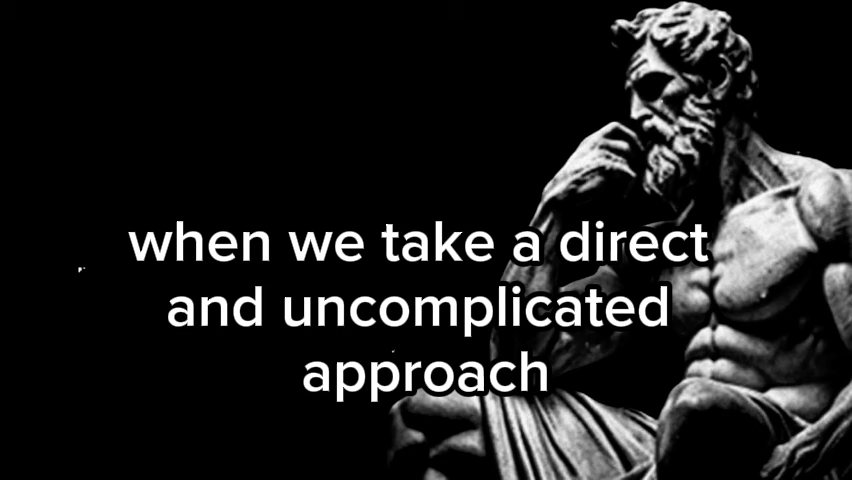 when we take a direct
and uncomplicated
approach